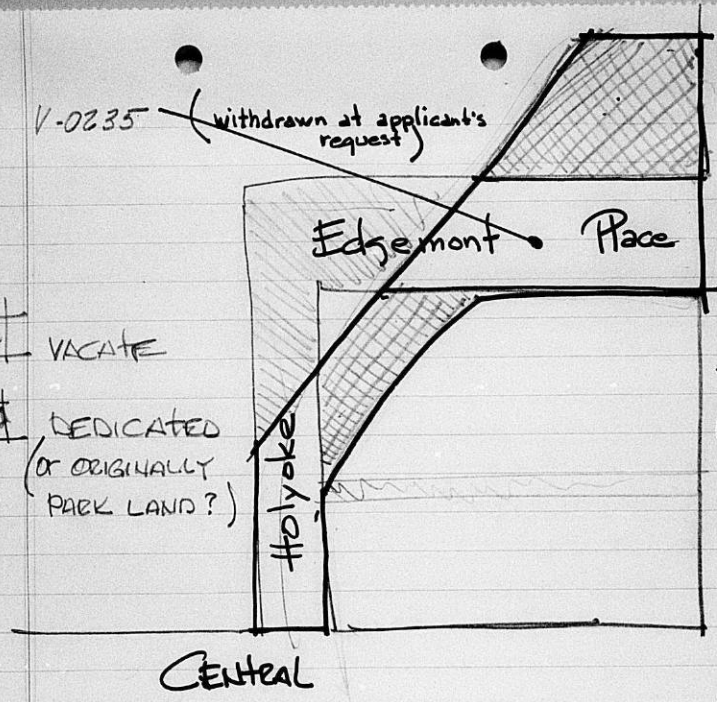 V-0235 (withdrawn at applicant's
request)
Edgemont Place
VACATE
DEDICATED
(OR ORIGINALLY
PARK LAND?)
Holyoke
CENTRAL